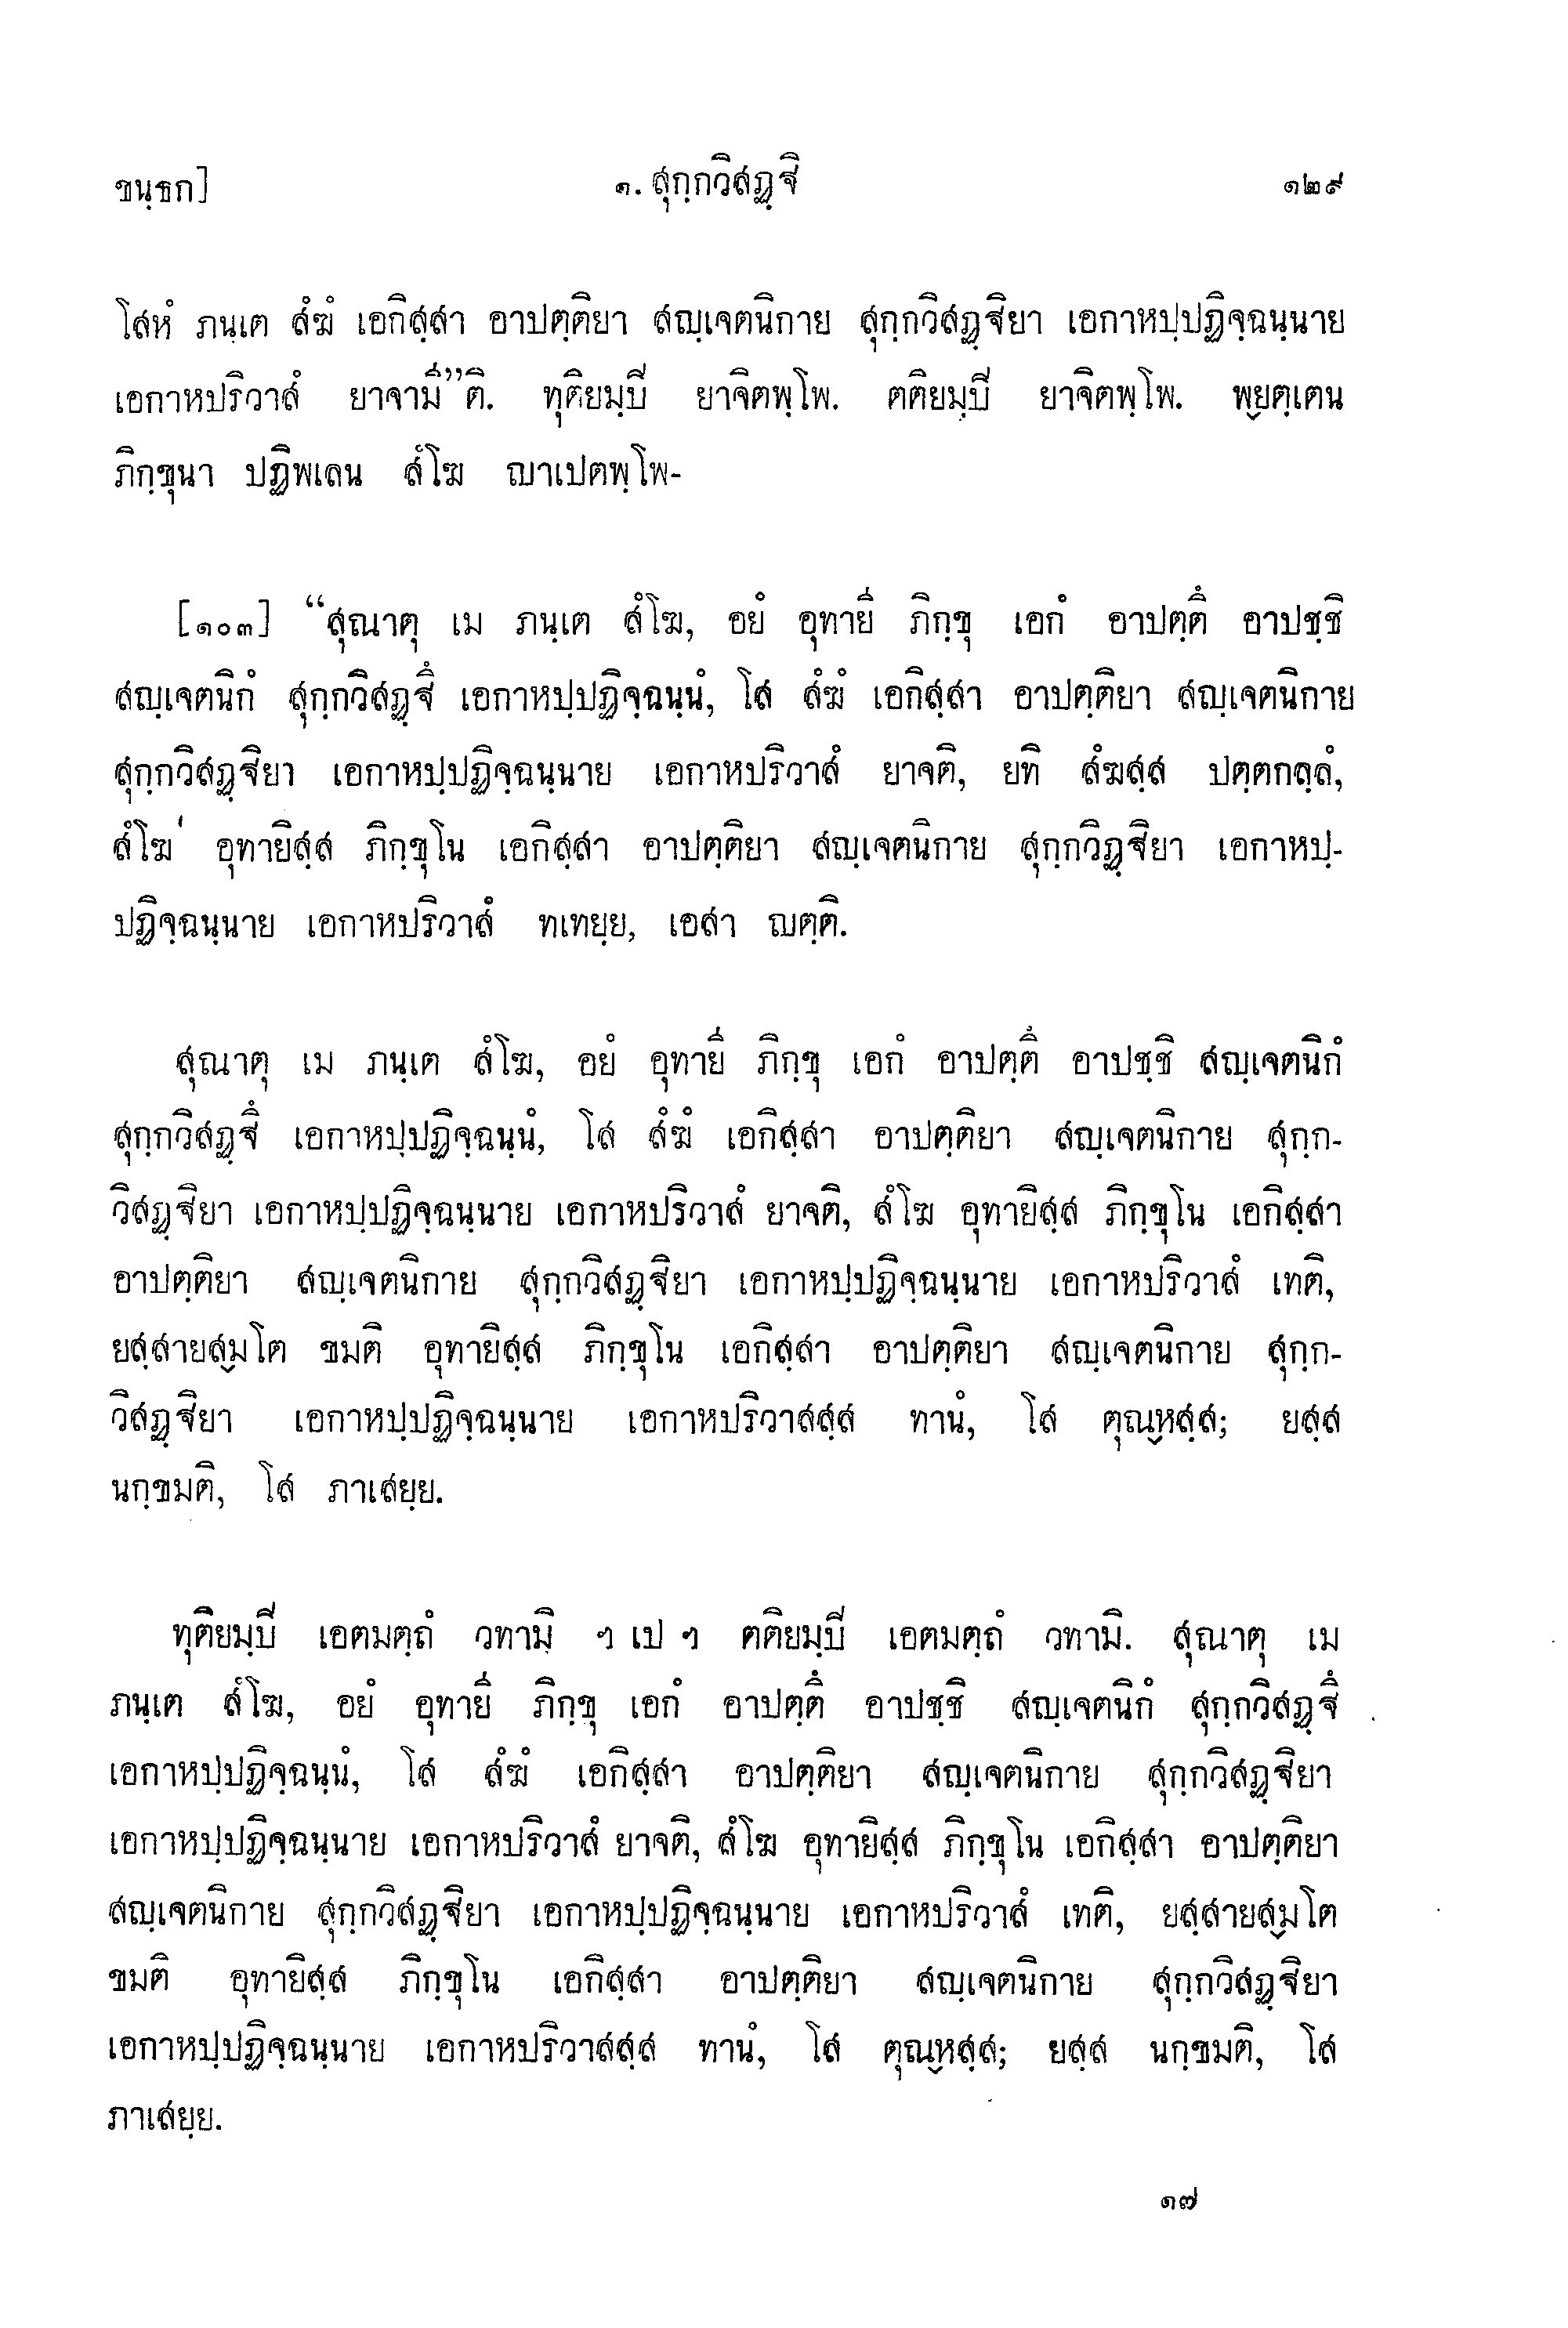 ขนฺธก]	๑. สุกฺกวิสฏฺฐิ	๑๒๙
โสหํ ภนฺเต สํฆํ เอกิสฺสา อาปตฺติยา สญฺเจตนิกาย สุกฺกวิสฏฺฐิยา เอกาหปฺปฏิจฺฉนฺนาย
เอกาหปริวาสํ ยาจามี”ติ. ทุติยมฺปี ยาจิตพฺโพ. ตติยมฺปี ยาจิตพฺโพ. พฺยตฺเตน
ภิกฺขุนา ปฏิพเลน สํโฆ ญาเปตพฺโพ-
[๑๐๓] “สุณาตุ เม ภนฺเต สํโฆ, อยํ อุทายี ภิกฺขุ เอกํ อาปตฺตึ อาปชฺชิ
สญฺเจตนิกํ สุกฺกวิสฏฺฐึ เอกาหปฺปฏิจฺฉนฺนํ, โส สํฆํ เอกิสฺสา อาปตฺติยา สญฺเจตนิกาย
สุกฺกวิสฏฺฐิยา เอกาหปฺปฏิจฺฉนฺนาย เอกาหปริวาสํ ยาจติ, ยทิ สํฆสฺส ปตฺตกลฺลํ,
สํโฆ' อุทายิสฺส ภิกฺขุโน เอกิสฺสา อาปตฺติยา สญฺเจตนิกาย สุกฺกวิฏฺฐิยา เอกาหปฺ-
ปฏิจฺฉนฺนาย เอกาหปริวาสํ ทเทยฺย, เอสา ญตฺติ.
สุณาตุ เม ภนฺเต สํโฆ, อยํ อุทายี ภิกฺขุ เอกํ อาปตฺตึ อาปชฺชิ สญฺเจตนิกํ
สุกฺกวิสฏฺฐึ เอกาหปฺปฏิจฺฉนฺนํ, โส สํฆํ เอกิสฺสา อาปตฺติยา สญฺเจตนิกาย สุกฺก-
วิสฏฺฐิยา เอกาหปฺปฏิจฺฉนฺนาย เอกาหปริวาสํ ยาจติ, สํโฆ อุทายิสฺส ภิกฺขุโน เอกิสฺสา
อาปตฺติยา สญฺเจตนิกาย สุกฺกวิสฏฺฐิยา เอกาหปฺปฏิจฺฉนฺนาย เอกาหปริวาสํ เทติ,
ยสฺสายสฺมโต ขมติ อุทายิสฺส ภิกฺขุโน เอกิสฺสา อาปตฺติยา สญฺเจตนิกาย สุกฺก-
วิสฏฺฐิยา เอกาหปฺปฏิจฺฉนฺนาย เอกาหปริวาสสฺส ทานํ, โส ตุณฺหสฺส; ยสฺส
นกฺขมติ, โส ภาเสยฺย.
ทุติยมฺปี เอตมตฺถํ วทามิ ฯ เป ฯ ตติยมฺปี เอตมตฺถํ วทามิ. สุณาตุ เม
ภนฺเต สํโฆ, อยํ อุทายี ภิกฺขุ เอกํ อาปตฺตึ อาปชฺชิ สญฺเจตนิกํ สุกฺกวิสฏฺฐึ
เอกาหปฺปฏิจฺฉนฺนํ, โส สํฆํ เอกิสฺสา อาปตฺติยา สญฺเจตนิกาย สุกฺกวิสฏฺฐิยา
เอกาหปฺปฏิจฺฉนฺนาย เอกาหปริวาสํ ยาจติ, สํโฆ อุทายิสฺส ภิกฺขุโน เอกิสฺสา อาปตฺติยา
สญฺเจตนิกาย สุกฺกวิสฏฺฐิยา เอกาหปฺปฏิจฺฉนฺนาย เอกาหปริวาสํ เทติ, ยสฺสายสฺมโต
ขมติ อุทายิสฺส ภิกฺขุโน เอกิสฺสา อาปตฺติยา สญฺเจตนิกาย สุกฺกวิสฏฺฐิยา
เอกาหปฺปฏิจฺฉนฺนาย เอกาหปริวาสสฺส ทานํ, โส ตุณฺหสฺส; ยสฺส นกฺขมติ, โส
ภาเสยฺย.
๑๗